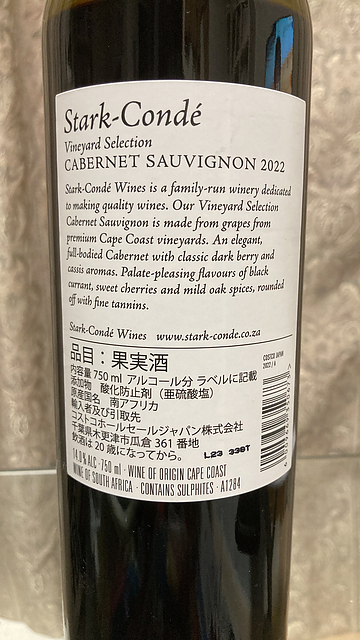 Stark-Condé
Vineyard Selection
CABERNET SAUVIGNON 2022
Stark-Condé Wines is a family-run winery dedicated
to making quality wines. Our Vineyard Selection
Cabernet Sauvignon is made from grapes from
premium Cape Coast vineyards. An elegant,
full-bodied Cabernet with classic dark berry and
cassis aromas. Palate-pleasing flavours of black
currant, sweet cherries and mild oak spices, rounded
off with fine tannins.
Stark-Condé Wines www.stark-conde.co.za
品目：果実酒
内容量 750 ml アルコール分 ラベルに記載
添加物 酸化防止剤（亜硫酸塩）
原産国名 南アフリカ
輸入者及び引取先
コストコホールセールジャパン株式会社
千葉県木更津市瓜倉 361 番地
飲酒は 20 歳になってから。
L23 338T
COSTCO JAPAN
14.0% ALC · 750 ml · WINE OF ORIGIN CAPE COAST
WINE OF SOUTH AFRICA · CONTAINS SULPHITES · A1284